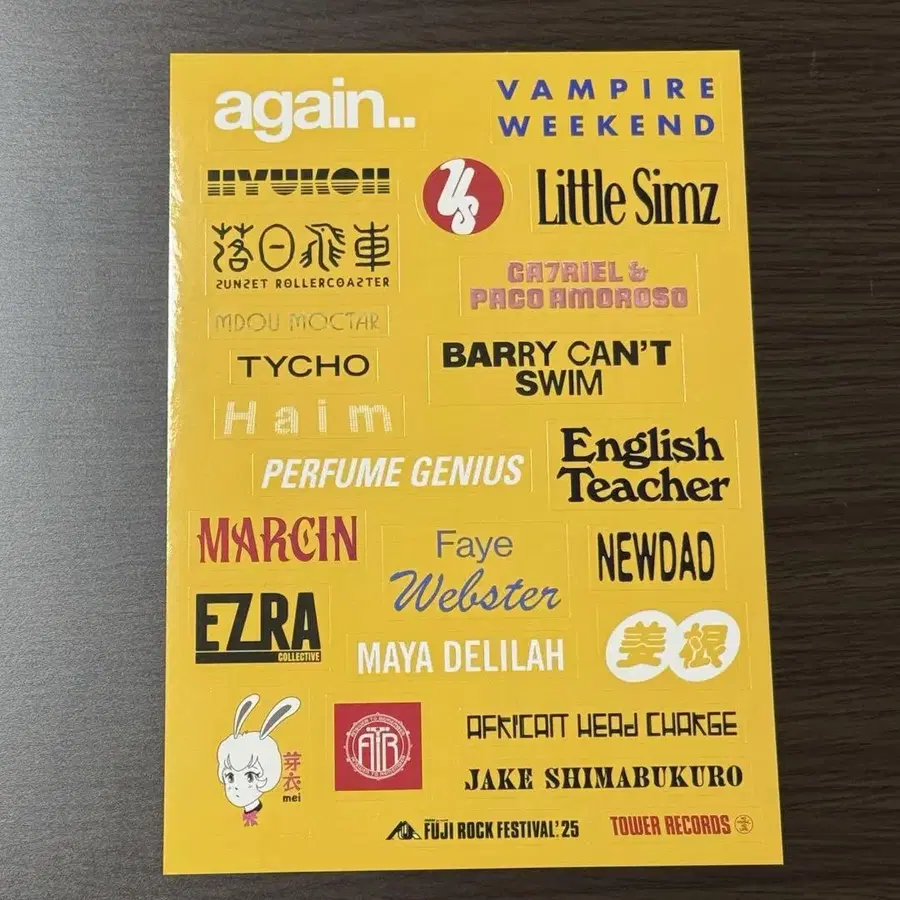 again..
VAMPIRE
WEEKEND
HYUKOH
US
Little Simz
落日飛車
SUNSET ROLLERCOASTER
CA7RIEL &
PACO AMOROSO
MDOU MOCTAR
TYCHO
BARRY CAN'T
SWIM
Haim
PERFUME GENIUS
English
Teacher
MARCIN
Faye
Webster
NEWDAD
EZRA
COLLECTIVE
MAYA DELILAH
姜根
芽衣
mei
ATR
AFRICAN HEAD CHARGE
JAKE SHIMABUKURO
FUJI ROCK FESTIVAL.'25
TOWER RECORDS